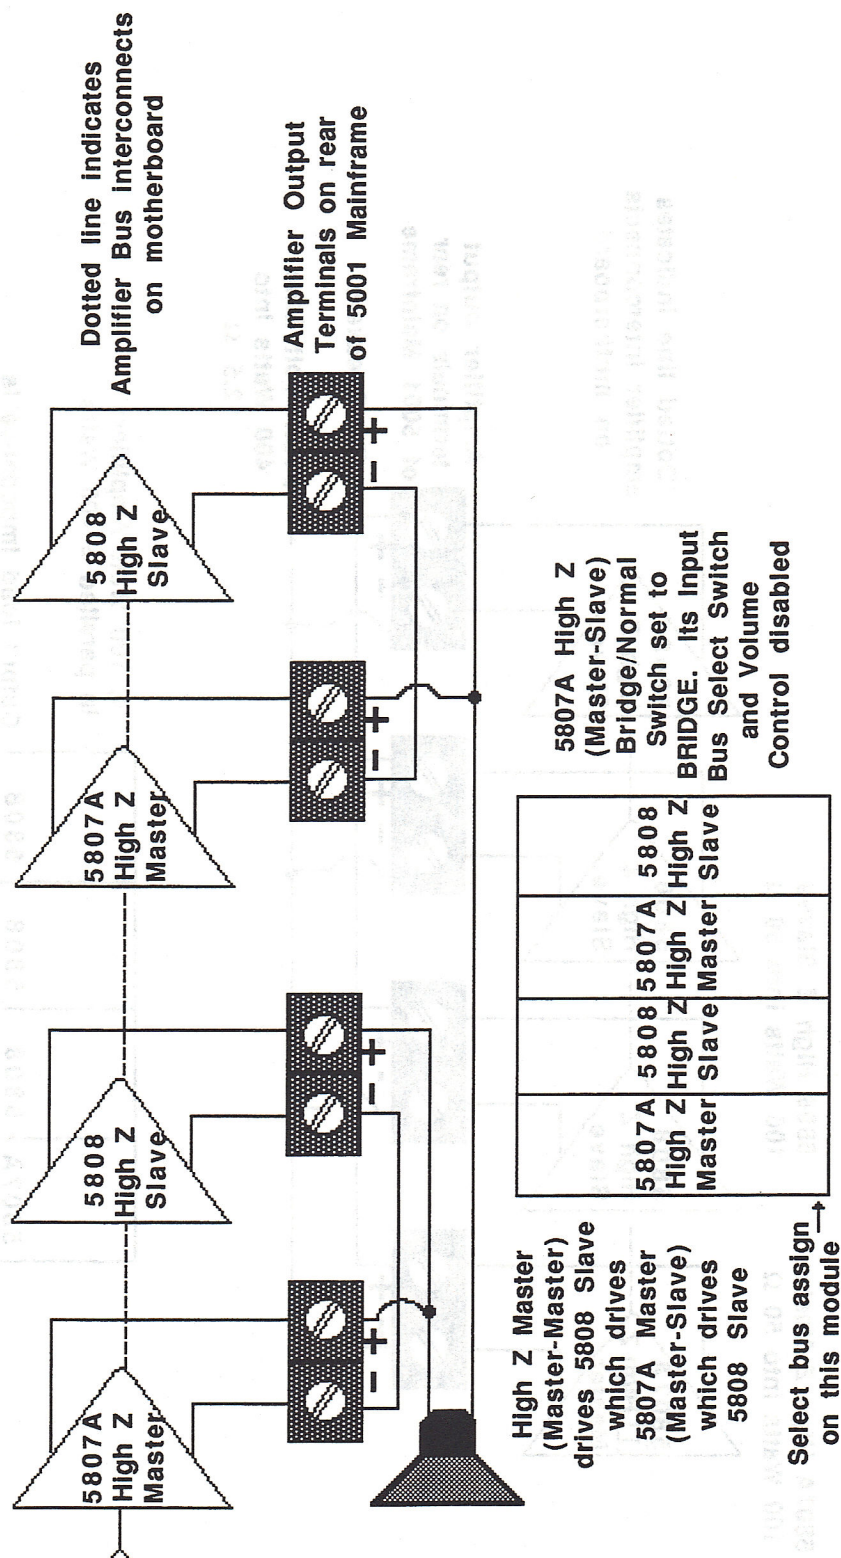 Dotted line indicates
Amplifier Bus interconnects
on motherboard
5807A
High Z
Master
5808
High Z
Slave
5807A
High Z
Master
5808
High Z
Slave
Amplifier Output
Terminals on rear
of 5001 Mainframe
- +
- +
- +
- +
High Z Master
(Master-Master)
drives 5808 Slave
which drives
5807A Master
(Master-Slave)
which drives
5808 Slave
Select bus assign
on this module
5807A
High Z
Master
5808
High Z
Slave
5807A
High Z
Master
5808
High Z
Slave
5807A High Z
(Master-Slave)
Bridge/Normal
Switch set to
BRIDGE. Its Input
Bus Select Switch
and Volume
Control disabled